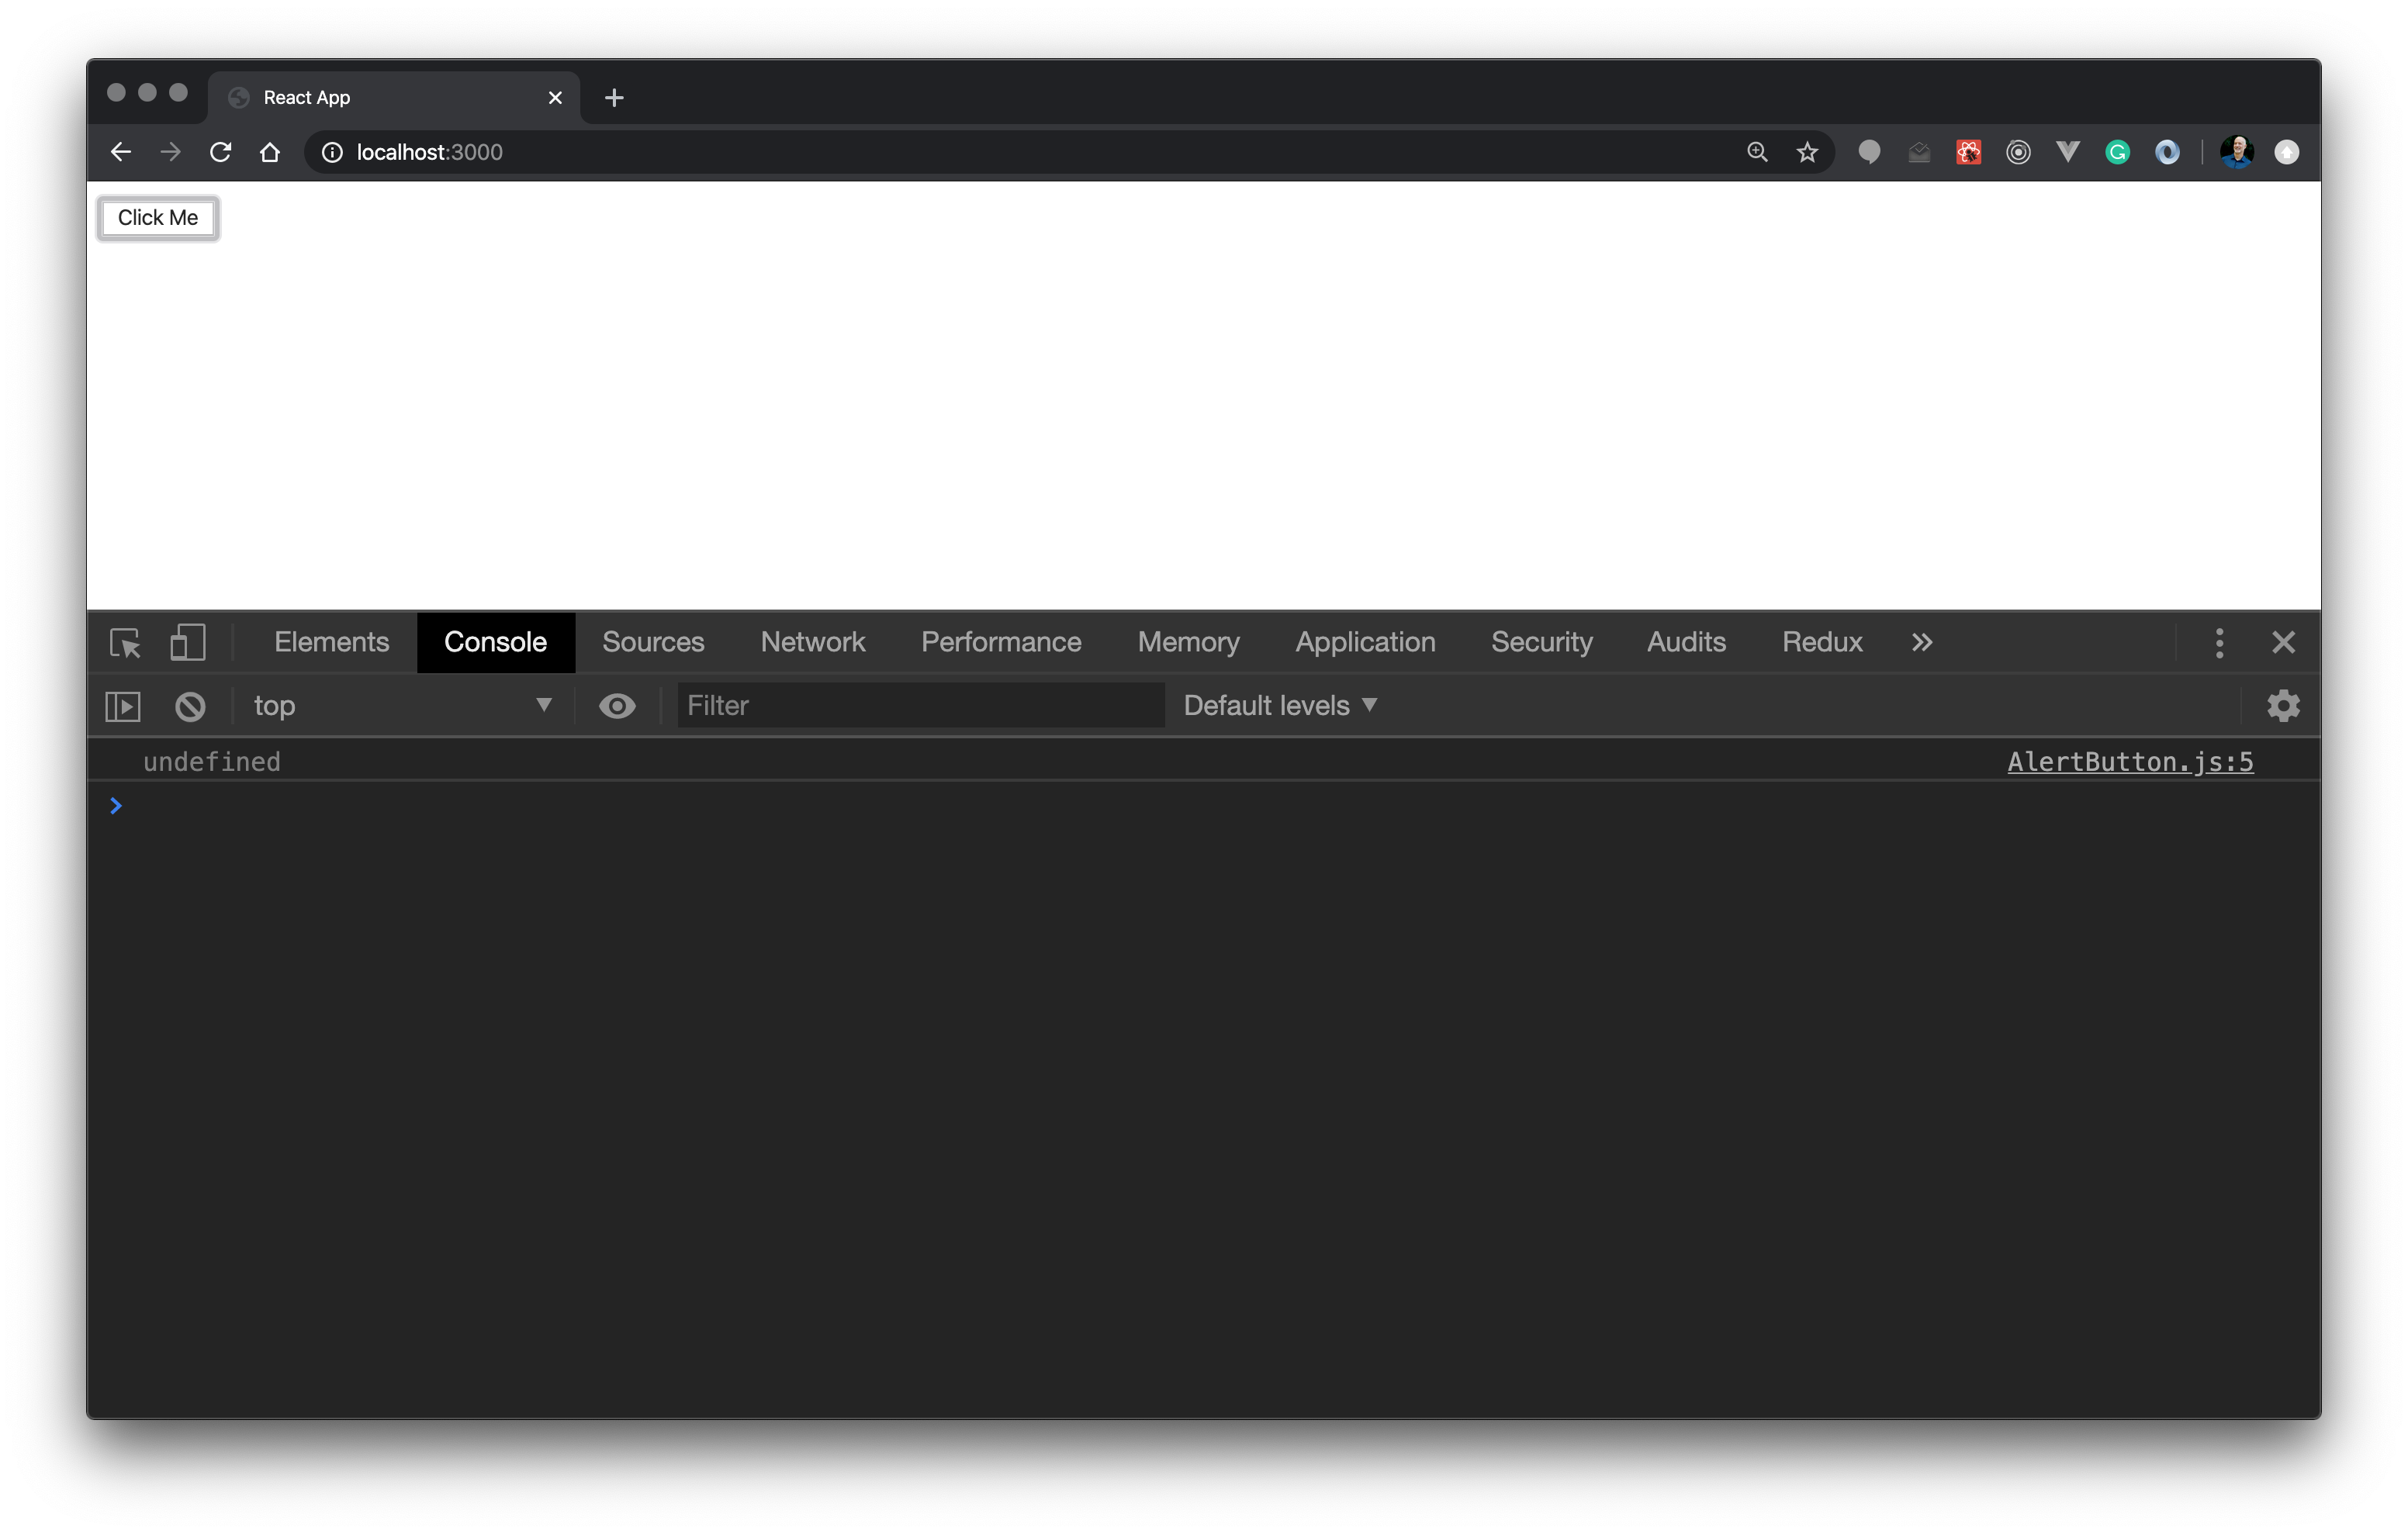 React App
localhost:3000
Click Me
Elements Console Sources Network Performance Memory Application Security Audits Redux
top Filter Default levels
undefined AlertButton.js:5